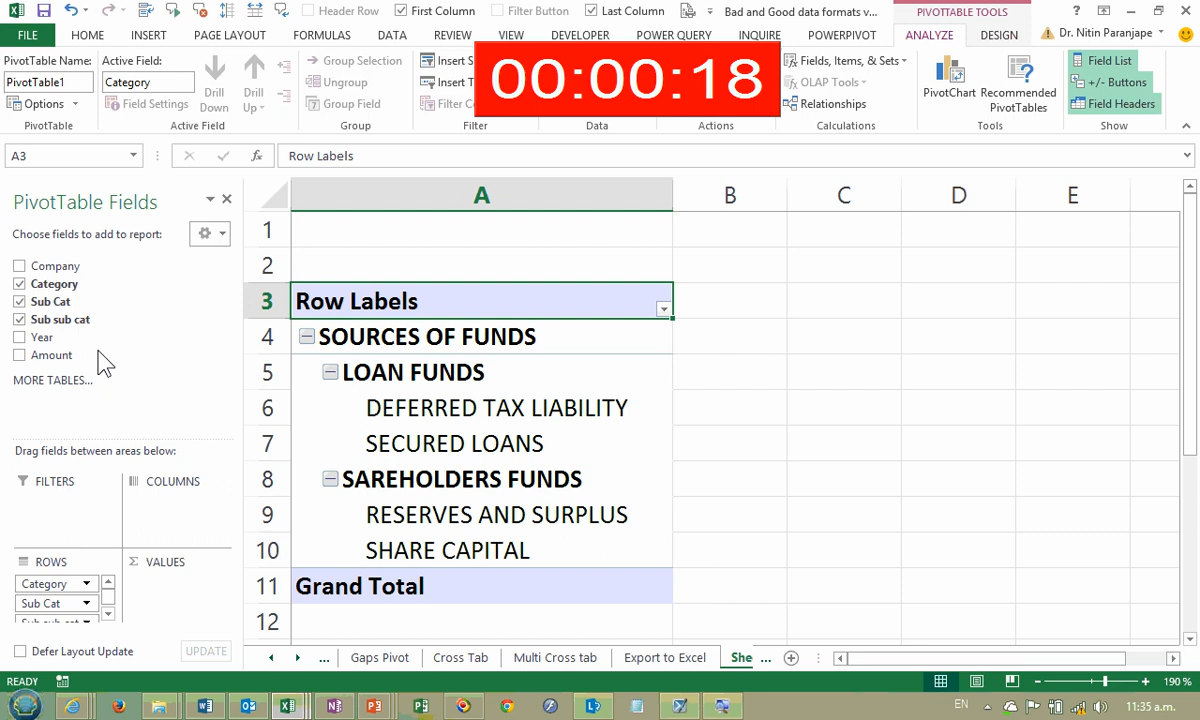 Header Row First Column Filter Button Last Column Bad and Good data formats v... PIVOTTABLE TOOLS
FILE HOME INSERT PAGE LAYOUT FORMULAS DATA REVIEW VIEW DEVELOPER POWER QUERY INQUIRE POWERPIVOT ANALYZE DESIGN Dr. Nitin Paranjape
PivotTable Name: Active Field: Group Selection Insert S 00:00:18 Fields, Items, & Sets Field List
PivotTable1 Category Drill Down Drill Up Ungroup Insert T OLAP Tools PivotChart Recommended PivotTables +/- Buttons
Options Field Settings Group Field Filter C Relationships Field Headers
PivotTable Active Field Group Filter Data Actions Calculations Tools Show
A3 fx Row Labels
PivotTable Fields
Choose fields to add to report:
Company
Category
Sub Cat
Sub sub cat
Year
Amount
MORE TABLES...
Drag fields between areas below:
FILTERS COLUMNS
ROWS Σ VALUES
Category
Sub Cat
Sub sub cat
Defer Layout Update UPDATE
A B C D E
1
2
3 Row Labels
4 SOURCES OF FUNDS
5 LOAN FUNDS
6 DEFERRED TAX LIABILITY
7 SECURED LOANS
8 SAREHOLDERS FUNDS
9 RESERVES AND SURPLUS
10 SHARE CAPITAL
11 Grand Total
12
... Gaps Pivot Cross Tab Multi Cross tab Export to Excel She ...
READY 190 %
EN 11:35 a.m.